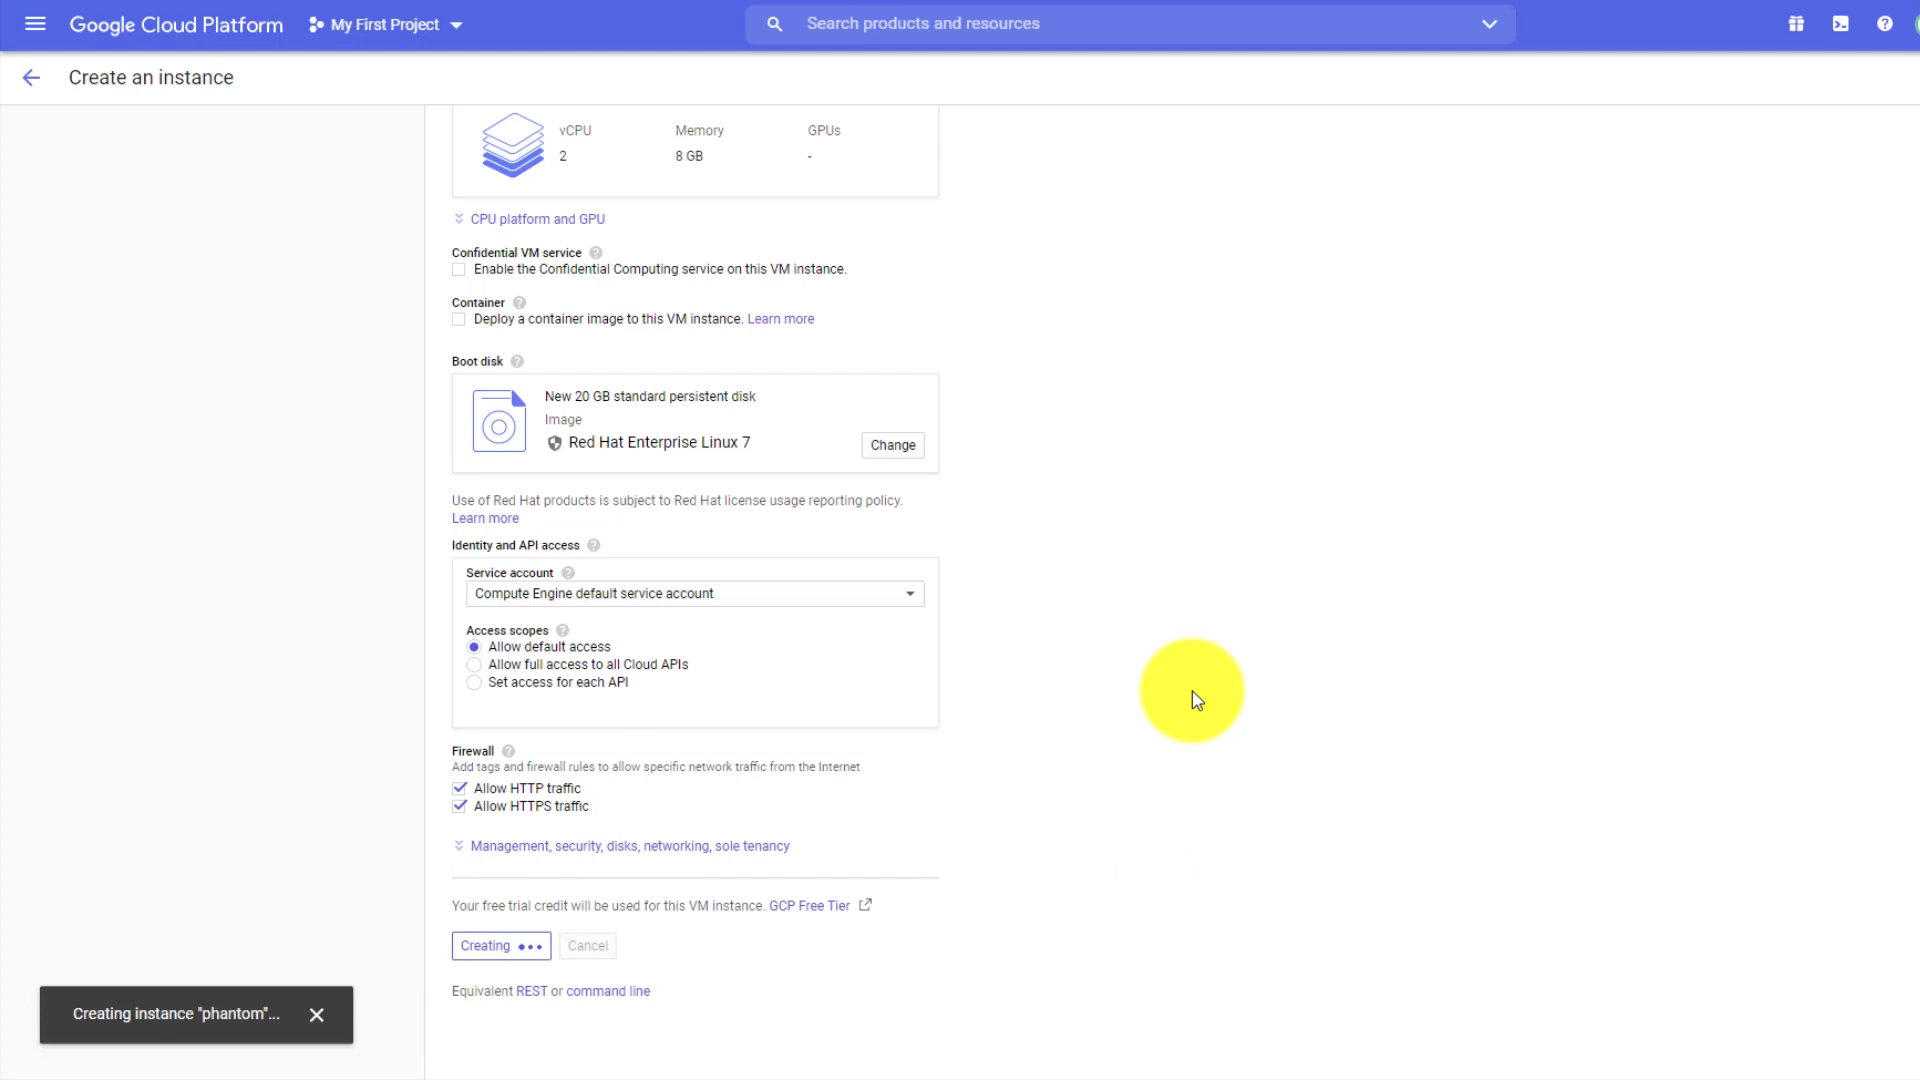 Google Cloud Platform
My First Project
Search products and resources
Create an instance
vCPU Memory GPUs
2 8 GB -
CPU platform and GPU
Confidential VM service
Enable the Confidential Computing service on this VM instance.
Container
Deploy a container image to this VM instance. Learn more
Boot disk
New 20 GB standard persistent disk
Image
Red Hat Enterprise Linux 7
Change
Use of Red Hat products is subject to Red Hat license usage reporting policy.
Learn more
Identity and API access
Service account
Compute Engine default service account
Access scopes
Allow default access
Allow full access to all Cloud APIs
Set access for each API
Firewall
Add tags and firewall rules to allow specific network traffic from the Internet
Allow HTTP traffic
Allow HTTPS traffic
Management, security, disks, networking, sole tenancy
Your free trial credit will be used for this VM instance. GCP Free Tier
Creating
Cancel
Equivalent REST or command line
Creating instance "phantom"...